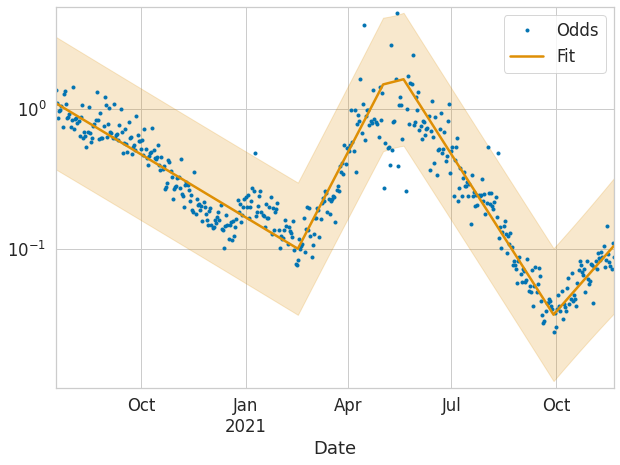 Odds
Fit
10⁰
10⁻¹
Oct
Jan
Apr
Jul
Oct
2021
Date